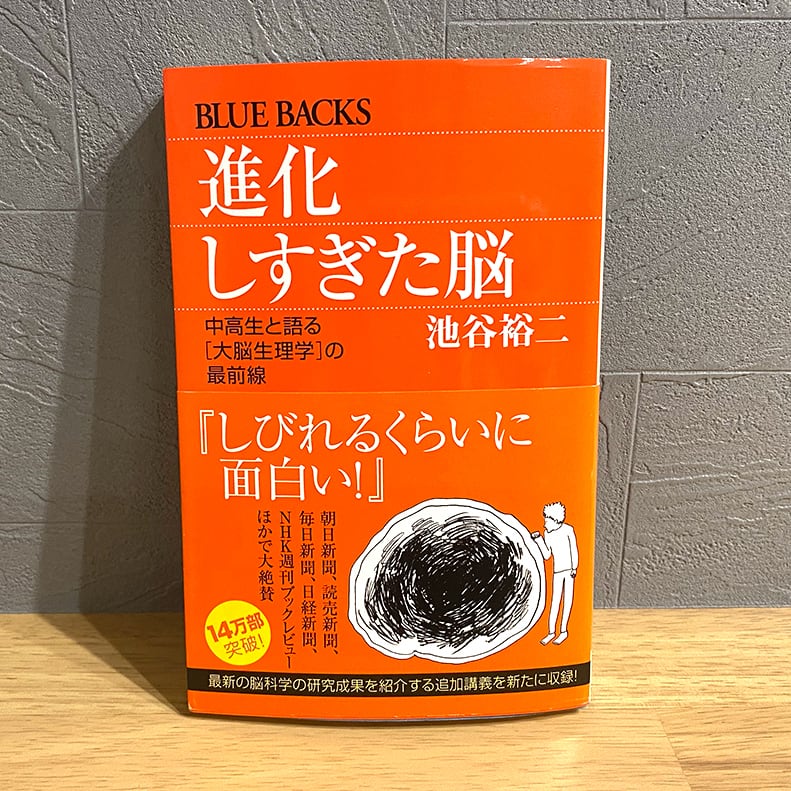 BLUE BACKS
進化
しすぎた脳
中高生と語る
[大脳生理学]の
最前線
池谷裕二
『しびれるくらいに
面白い!』
朝日新聞、読売新聞、
毎日新聞、日経新聞、
NHK週刊ブックレビュー
ほかで大絶賛
14万部
突破!
最新の脳科学の研究成果を紹介する追加講義を新たに収録!